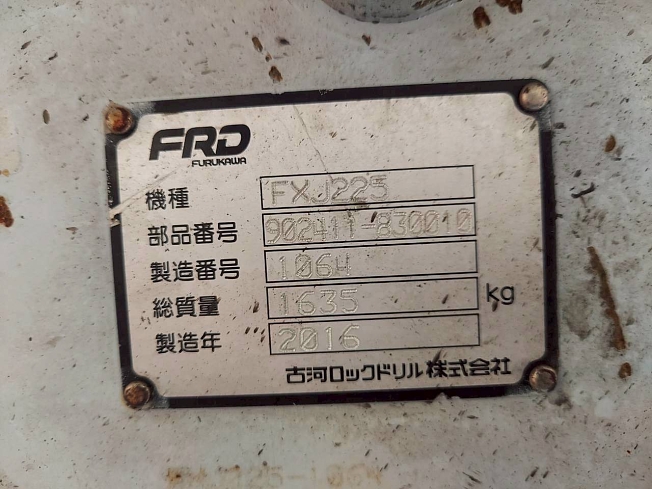 FRD
FURUKAWA
機種 FXJ225
部品番号 902411-830010
製造番号 1064
総質量 1635 kg
製造年 2016
古河ロックドリル株式会社